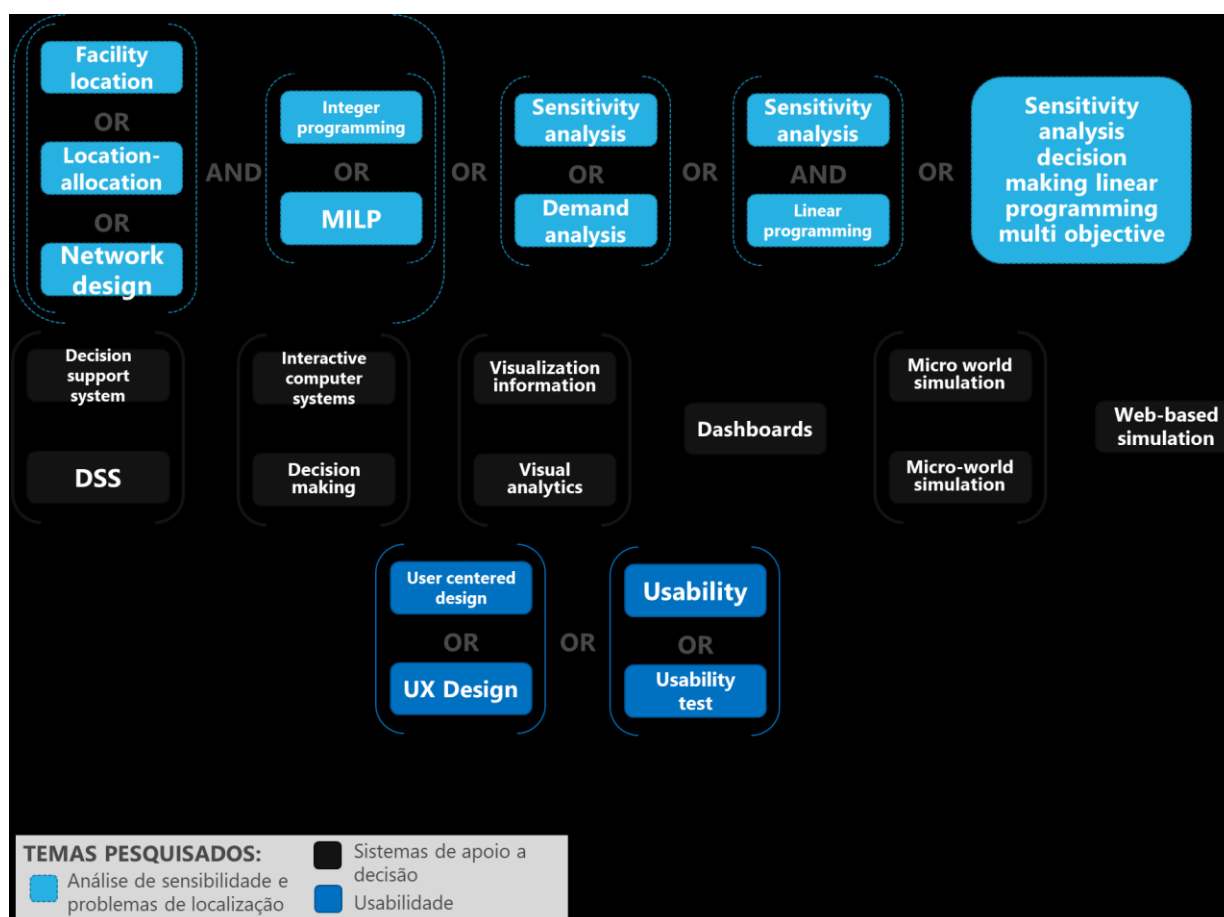 Facility
location
OR
Location-
allocation
OR
Network
design
AND
Integer
programming
OR
MILP
OR
Sensitivity
analysis
OR
Demand
analysis
OR
Sensitivity
analysis
AND
Linear
programming
OR
Sensitivity
analysis
decision
making linear
programming
multi objective
Decision
support
system
DSS
Interactive
computer
systems
Decision
making
Visualization
information
Visual
analytics
Dashboards
Micro world
simulation
Micro-world
simulation
Web-based
simulation
User centered
design
OR
UX Design
OR
Usability
OR
Usability
test
TEMAS PESQUISADOS:
Análise de sensibilidade e
problemas de localização
Sistemas de apoio a
decisão
Usabilidade